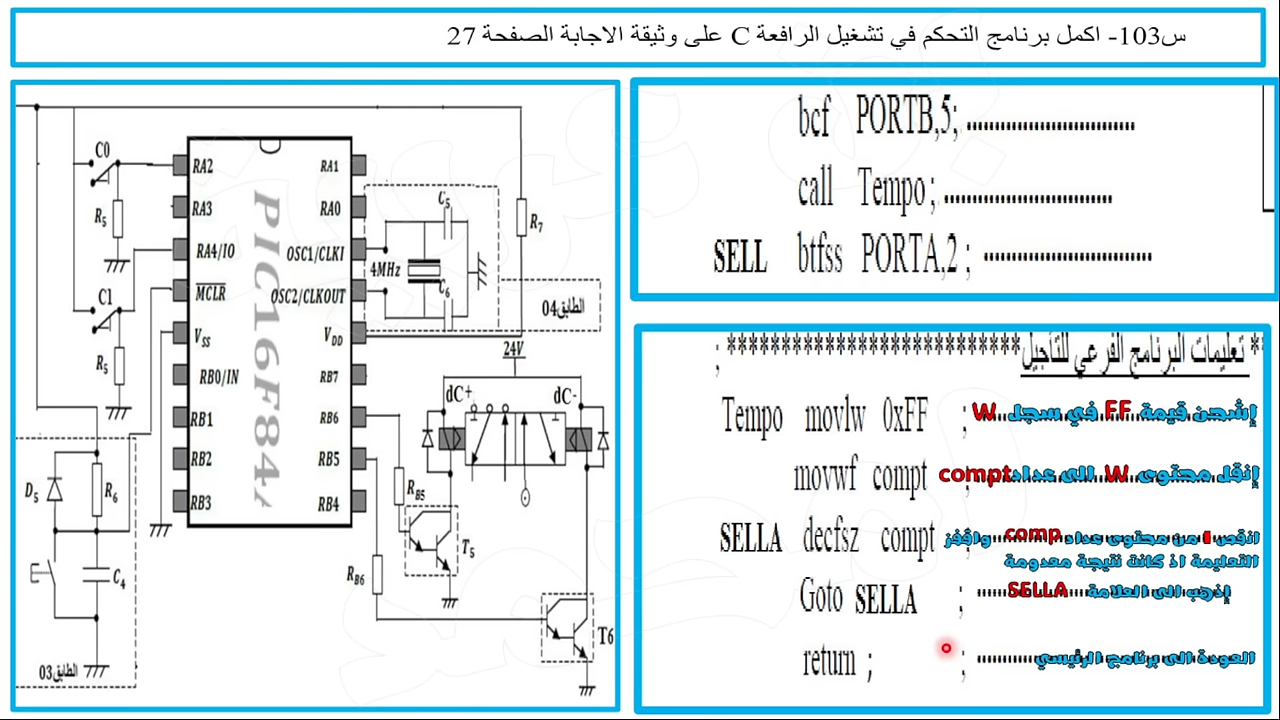 س103- اكمل برنامج التحكم في تشغيل الرافعة C على وثيقة الاجابة الصفحة 27
C0
R5
C1
R5
RA2
RA3
RA4/IO
MCLR
VSS
RB0/IN
RB1
RB2
RB3
PIC16F84A
RA1
RA0
OSC1/CLKI
OSC2/CLKOUT
VDD
RB7
RB6
RB5
RB4
C5
4MHz
C6
R7
الطابق04
24V
dC+
dC-
RB5
T5
RB6
T6
D5
R6
C4
الطابق03
bcf PORTB,5; ..............................
call Tempo; ..............................
SELL btfss PORTA,2 ; ..............................
; ************************** تعليمات البرنامج الفرعي للتأجيل **
Tempo movlw 0xFF ; إشحن قيمة FF في سجل W
movwf compt ; إنقل محتوى W الى عداد compt
SELLA decfsz compt ; انقص 1 من محتوى عداد comp واقفز
التعليمة اذ كانت نتيجة معدومة
Goto SELLA ; إذهب الى العلامة SELLA
return ; ; العودة الى برنامج الرئيسي